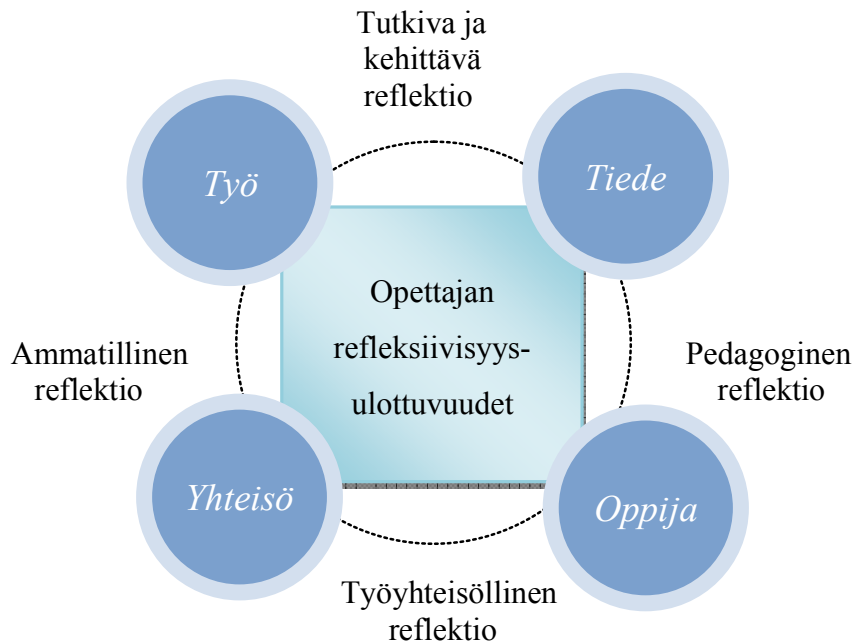 Tutkiva ja
kehittävä
reflektio
Työ
Tiede
Opettajan
refleksiivisyys-
ulottuvuudet
Ammatillinen
reflektio
Pedagoginen
reflektio
Yhteisö
Oppija
Työyhteisöllinen
reflektio